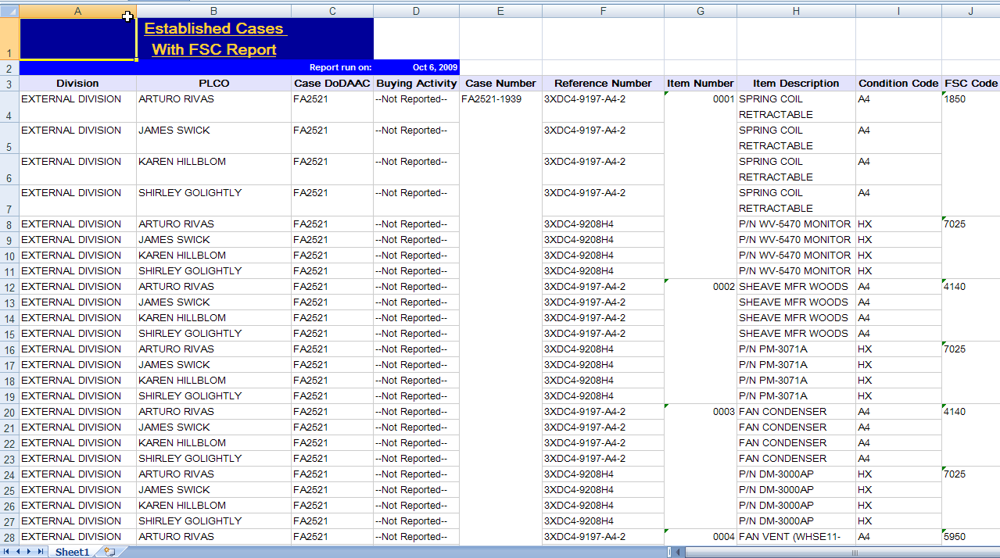 A B C D E F G H I J
1 Established Cases
With FSC Report
2 Report run on: Oct 6, 2009
3 Division PLCO Case DoDAAC Buying Activity Case Number Reference Number Item Number Item Description Condition Code FSC Code
4 EXTERNAL DIVISION ARTURO RIVAS FA2521 --Not Reported-- FA2521-1939 3XDC4-9197-A4-2 0001 SPRING COIL A4 1850
RETRACTABLE
5 EXTERNAL DIVISION JAMES SWICK FA2521 --Not Reported-- 3XDC4-9197-A4-2 SPRING COIL A4
RETRACTABLE
6 EXTERNAL DIVISION KAREN HILLBLOM FA2521 --Not Reported-- 3XDC4-9197-A4-2 SPRING COIL A4
RETRACTABLE
7 EXTERNAL DIVISION SHIRLEY GOLIGHTLY FA2521 --Not Reported-- 3XDC4-9197-A4-2 SPRING COIL A4
RETRACTABLE
8 EXTERNAL DIVISION ARTURO RIVAS FA2521 --Not Reported-- 3XDC4-9208H4 P/N WV-5470 MONITOR HX 7025
9 EXTERNAL DIVISION JAMES SWICK FA2521 --Not Reported-- 3XDC4-9208H4 P/N WV-5470 MONITOR HX
10 EXTERNAL DIVISION KAREN HILLBLOM FA2521 --Not Reported-- 3XDC4-9208H4 P/N WV-5470 MONITOR HX
11 EXTERNAL DIVISION SHIRLEY GOLIGHTLY FA2521 --Not Reported-- 3XDC4-9208H4 P/N WV-5470 MONITOR HX
12 EXTERNAL DIVISION ARTURO RIVAS FA2521 --Not Reported-- 3XDC4-9197-A4-2 0002 SHEAVE MFR WOODS A4 4140
13 EXTERNAL DIVISION JAMES SWICK FA2521 --Not Reported-- 3XDC4-9197-A4-2 SHEAVE MFR WOODS A4
14 EXTERNAL DIVISION KAREN HILLBLOM FA2521 --Not Reported-- 3XDC4-9197-A4-2 SHEAVE MFR WOODS A4
15 EXTERNAL DIVISION SHIRLEY GOLIGHTLY FA2521 --Not Reported-- 3XDC4-9197-A4-2 SHEAVE MFR WOODS A4
16 EXTERNAL DIVISION ARTURO RIVAS FA2521 --Not Reported-- 3XDC4-9208H4 P/N PM-3071A HX 7025
17 EXTERNAL DIVISION JAMES SWICK FA2521 --Not Reported-- 3XDC4-9208H4 P/N PM-3071A HX
18 EXTERNAL DIVISION KAREN HILLBLOM FA2521 --Not Reported-- 3XDC4-9208H4 P/N PM-3071A HX
19 EXTERNAL DIVISION SHIRLEY GOLIGHTLY FA2521 --Not Reported-- 3XDC4-9208H4 P/N PM-3071A HX
20 EXTERNAL DIVISION ARTURO RIVAS FA2521 --Not Reported-- 3XDC4-9197-A4-2 0003 FAN CONDENSER A4 4140
21 EXTERNAL DIVISION JAMES SWICK FA2521 --Not Reported-- 3XDC4-9197-A4-2 FAN CONDENSER A4
22 EXTERNAL DIVISION KAREN HILLBLOM FA2521 --Not Reported-- 3XDC4-9197-A4-2 FAN CONDENSER A4
23 EXTERNAL DIVISION SHIRLEY GOLIGHTLY FA2521 --Not Reported-- 3XDC4-9197-A4-2 FAN CONDENSER A4
24 EXTERNAL DIVISION ARTURO RIVAS FA2521 --Not Reported-- 3XDC4-9208H4 P/N DM-3000AP HX 7025
25 EXTERNAL DIVISION JAMES SWICK FA2521 --Not Reported-- 3XDC4-9208H4 P/N DM-3000AP HX
26 EXTERNAL DIVISION KAREN HILLBLOM FA2521 --Not Reported-- 3XDC4-9208H4 P/N DM-3000AP HX
27 EXTERNAL DIVISION SHIRLEY GOLIGHTLY FA2521 --Not Reported-- 3XDC4-9208H4 P/N DM-3000AP HX
28 EXTERNAL DIVISION ARTURO RIVAS FA2521 --Not Reported-- 3XDC4-9197-A4-2 0004 FAN VENT (WHSE11- A4 5950
Sheet1